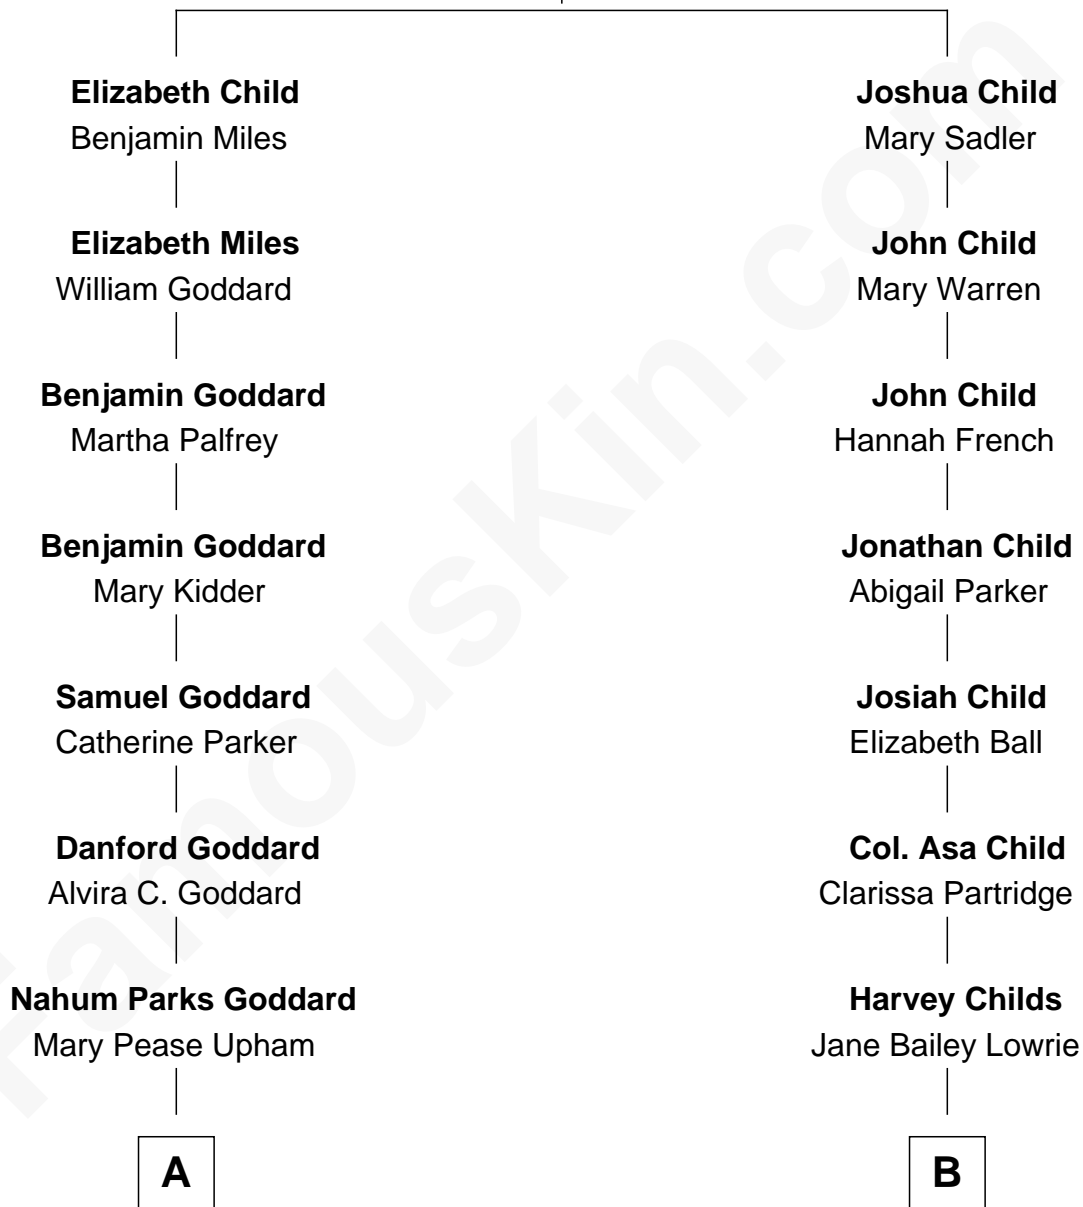 Elizabeth Child
Benjamin Miles
Elizabeth Miles
William Goddard
Benjamin Goddard
Martha Palfrey
Benjamin Goddard
Mary Kidder
Samuel Goddard
Catherine Parker
Danford Goddard
Alvira C. Goddard
Nahum Parks Goddard
Mary Pease Upham
A
Joshua Child
Mary Sadler
John Child
Mary Warren
John Child
Hannah French
Jonathan Child
Abigail Parker
Josiah Child
Elizabeth Ball
Col. Asa Child
Clarissa Partridge
Harvey Childs
Jane Bailey Lowrie
B
FamousKin.com